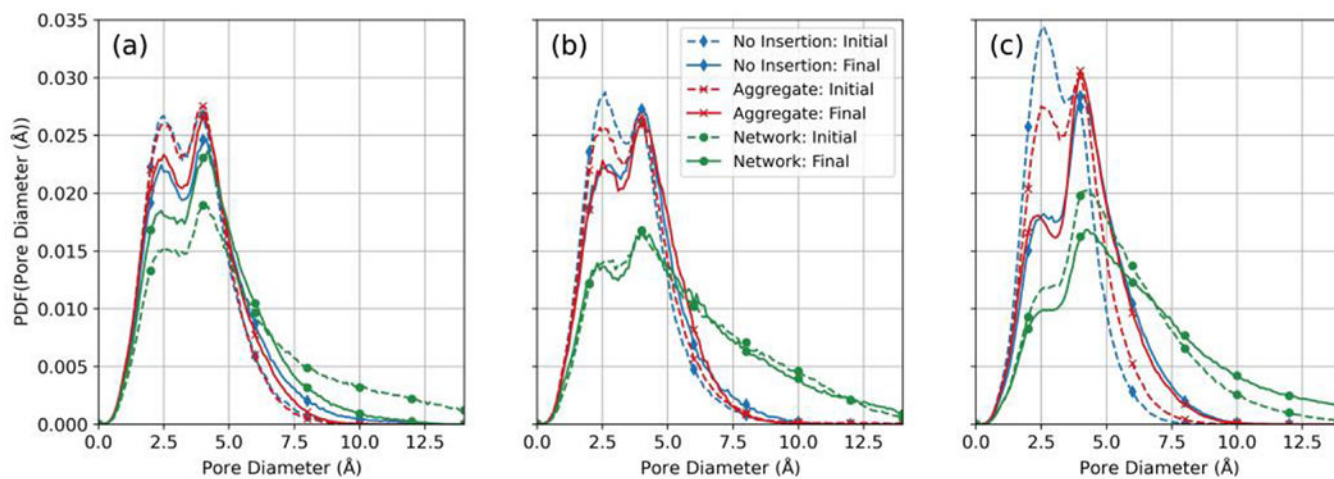 (a)
(b)
(c)
No Insertion: Initial
No Insertion: Final
Aggregate: Initial
Aggregate: Final
Network: Initial
Network: Final
PDF(Pore Diameter (Å))
0.035
0.030
0.025
0.020
0.015
0.010
0.005
0.000
0.0 2.5 5.0 7.5 10.0 12.5
0.0 2.5 5.0 7.5 10.0 12.5
0.0 2.5 5.0 7.5 10.0 12.5
Pore Diameter (Å)
Pore Diameter (Å)
Pore Diameter (Å)